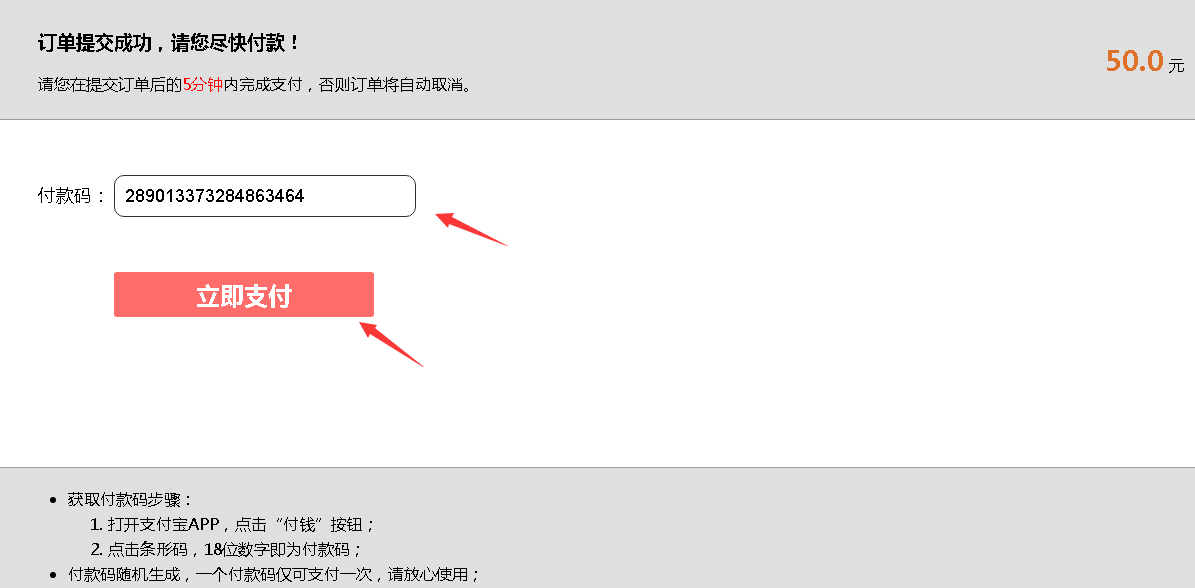 订单提交成功，请您尽快付款！
请您在提交订单后的5分钟内完成支付，否则订单将自动取消。
50.0 元
付款码： 289013373284863464
立即支付
• 获取付款码步骤：
1. 打开支付宝APP，点击“付钱”按钮；
2. 点击条形码，18位数字即为付款码；
• 付款码随机生成，一个付款码仅可支付一次，请放心使用；